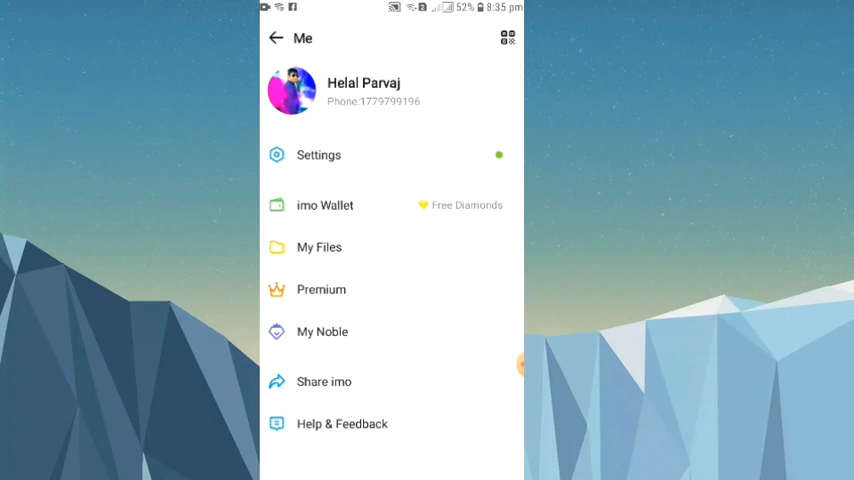 52% 8:35 pm
Me
Helal Parvaj
Phone:1779799196
Settings
imo Wallet Free Diamonds
My Files
Premium
My Noble
Share imo
Help & Feedback